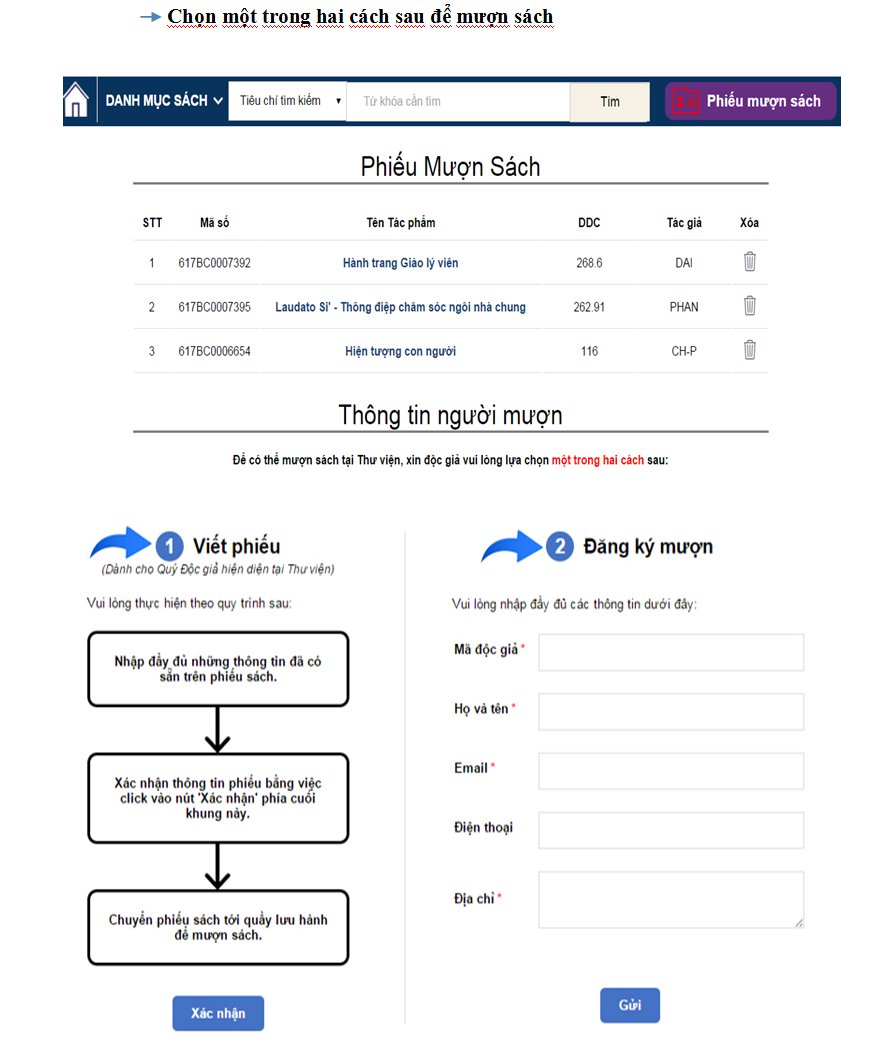 Chọn một trong hai cách sau để mượn sách
DANH MỤC SÁCH Tiêu chí tìm kiếm Từ khóa cần tìm Tìm Phiếu mượn sách
Phiếu Mượn Sách
STT Mã số Tên Tác phẩm DDC Tác giả Xóa
1 617BC0007392 Hành trang Giáo lý viên 268.6 DAI
2 617BC0007395 Laudato Si' - Thông điệp chăm sóc ngôi nhà chung 262.91 PHAN
3 617BC0006654 Hiện tượng con người 116 CH-P
Thông tin người mượn
Để có thể mượn sách tại Thư viện, xin độc giả vui lòng lựa chọn một trong hai cách sau:
1 Viết phiếu
(Dành cho Quý Độc giả hiện diện tại Thư viện)
Vui lòng thực hiện theo quy trình sau:
Nhập đầy đủ những thông tin đã có
sẵn trên phiếu sách.
Xác nhận thông tin phiếu bằng việc
click vào nút 'Xác nhận' phía cuối
khung này.
Chuyển phiếu sách tới quầy lưu hành
để mượn sách.
Xác nhận
2 Đăng ký mượn
Vui lòng nhập đầy đủ các thông tin dưới đây:
Mã độc giả *
Họ và tên *
Email *
Điện thoại
Địa chỉ *
Gửi